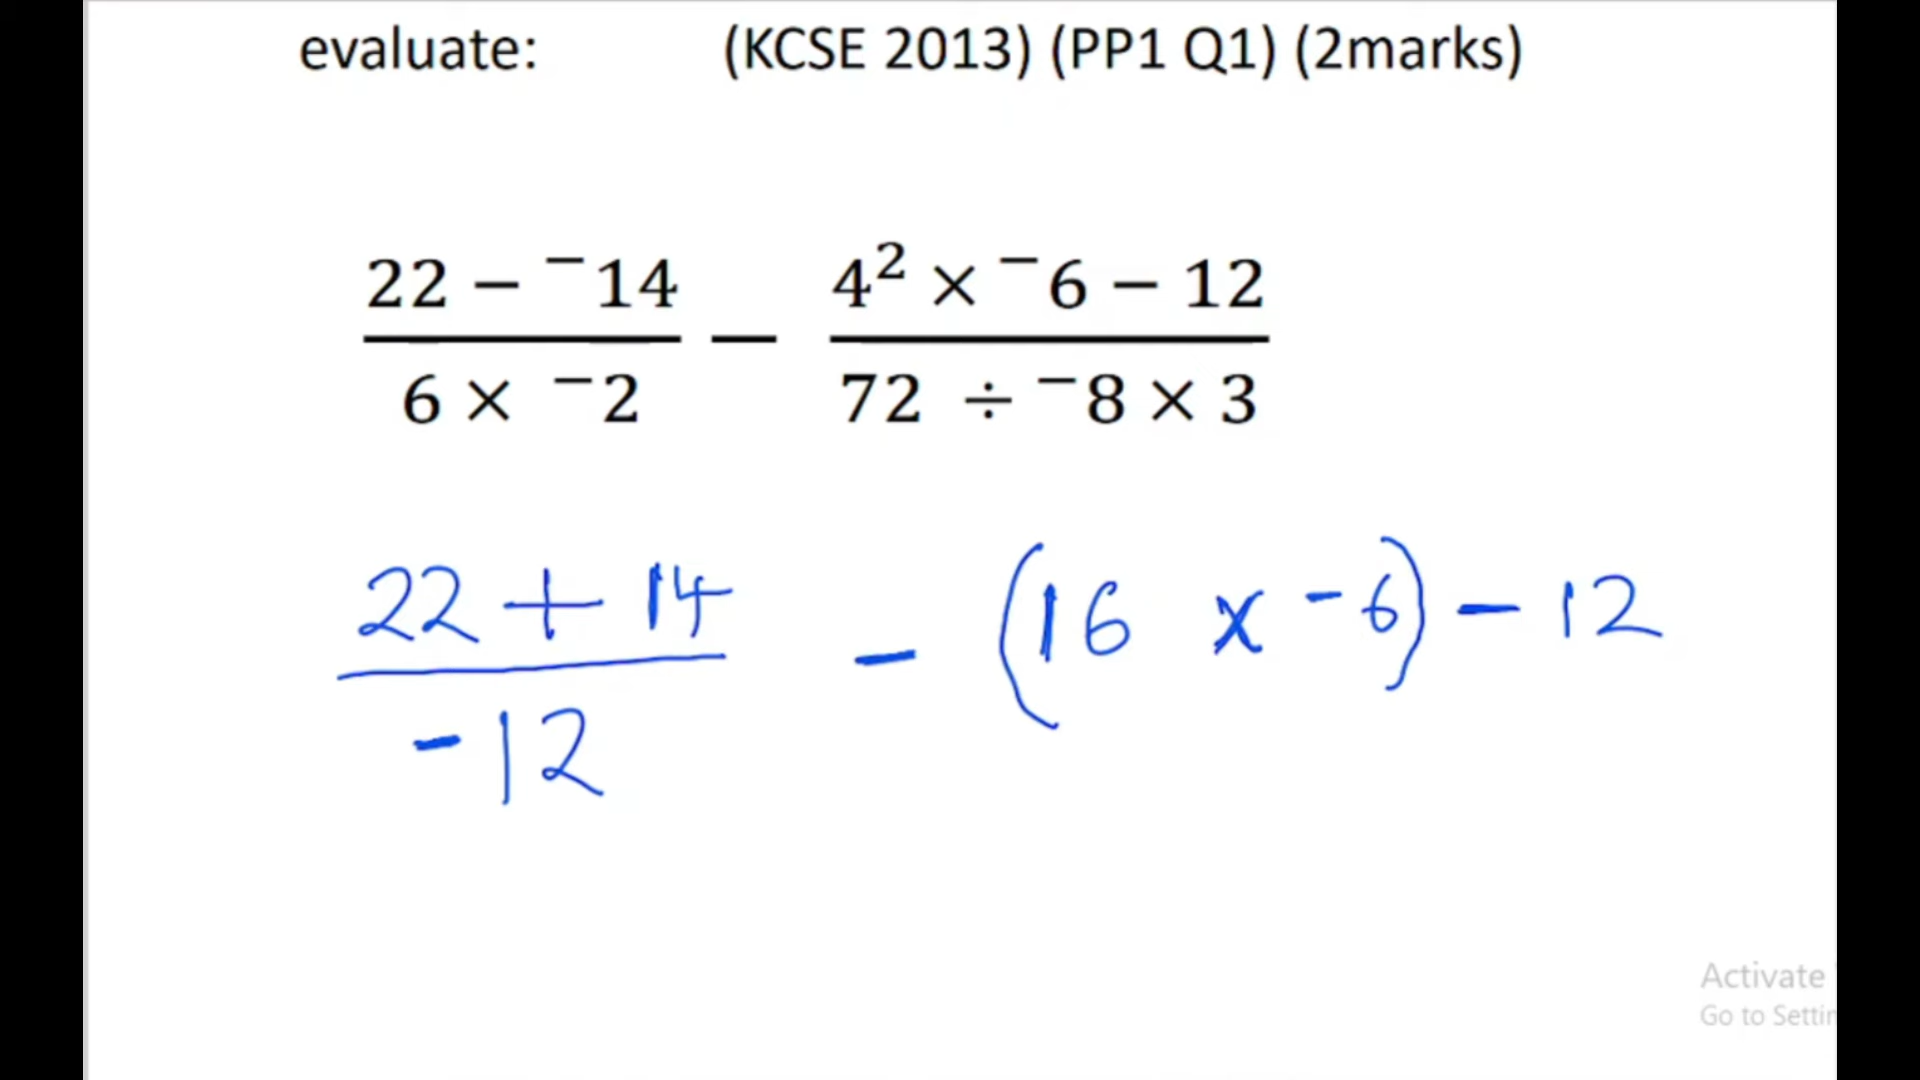 evaluate: (KCSE 2013) (PP1 Q1) (2marks)
22 – ⁻14
6 × ⁻2
–
4² × ⁻6 – 12
72 ÷ ⁻8 × 3
22 + 14
-12
- (16 x -6) - 12
Activate
Go to Settin